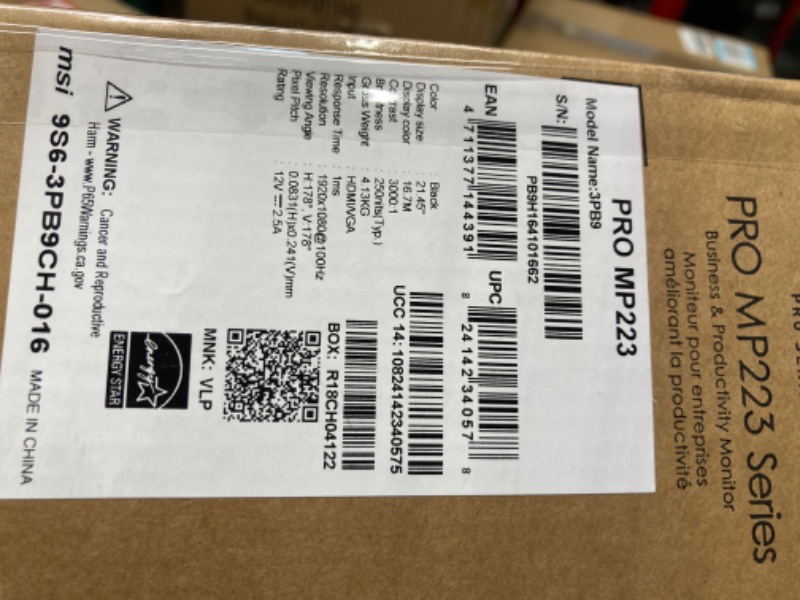 PRO MP223 Series
Business & Productivity Monitor
Moniteur pour entreprises
améliorant la productivité
PRO MP223
Model Name:3PB9
S/N:
PB9H164101662
EAN
4 711377 144391
UPC
8 24142 34057 8
Color : Black
Display size : 21.45"
Display color : 16.7M
Contrast : 3000:1
Brightness : 250nits(Typ.)
Gross Weight : 4.13KG
Input : HDMI/VGA
Response Time : 1ms
Resolution : 1920x1080@100Hz
Viewing Angle : H:178°, V:178°
Pixel Pitch : 0.0831(H)x0.241(V)mm
Rating : 12V⎓2.5A
UCC 14: 10824142340575
BOX: R18CH04122
MNK: VLP
energy
ENERGY STAR
WARNING: Cancer and Reproductive
Harm - www.P65Warnings.ca.gov
msi 9S6-3PB9CH-016 MADE IN CHINA